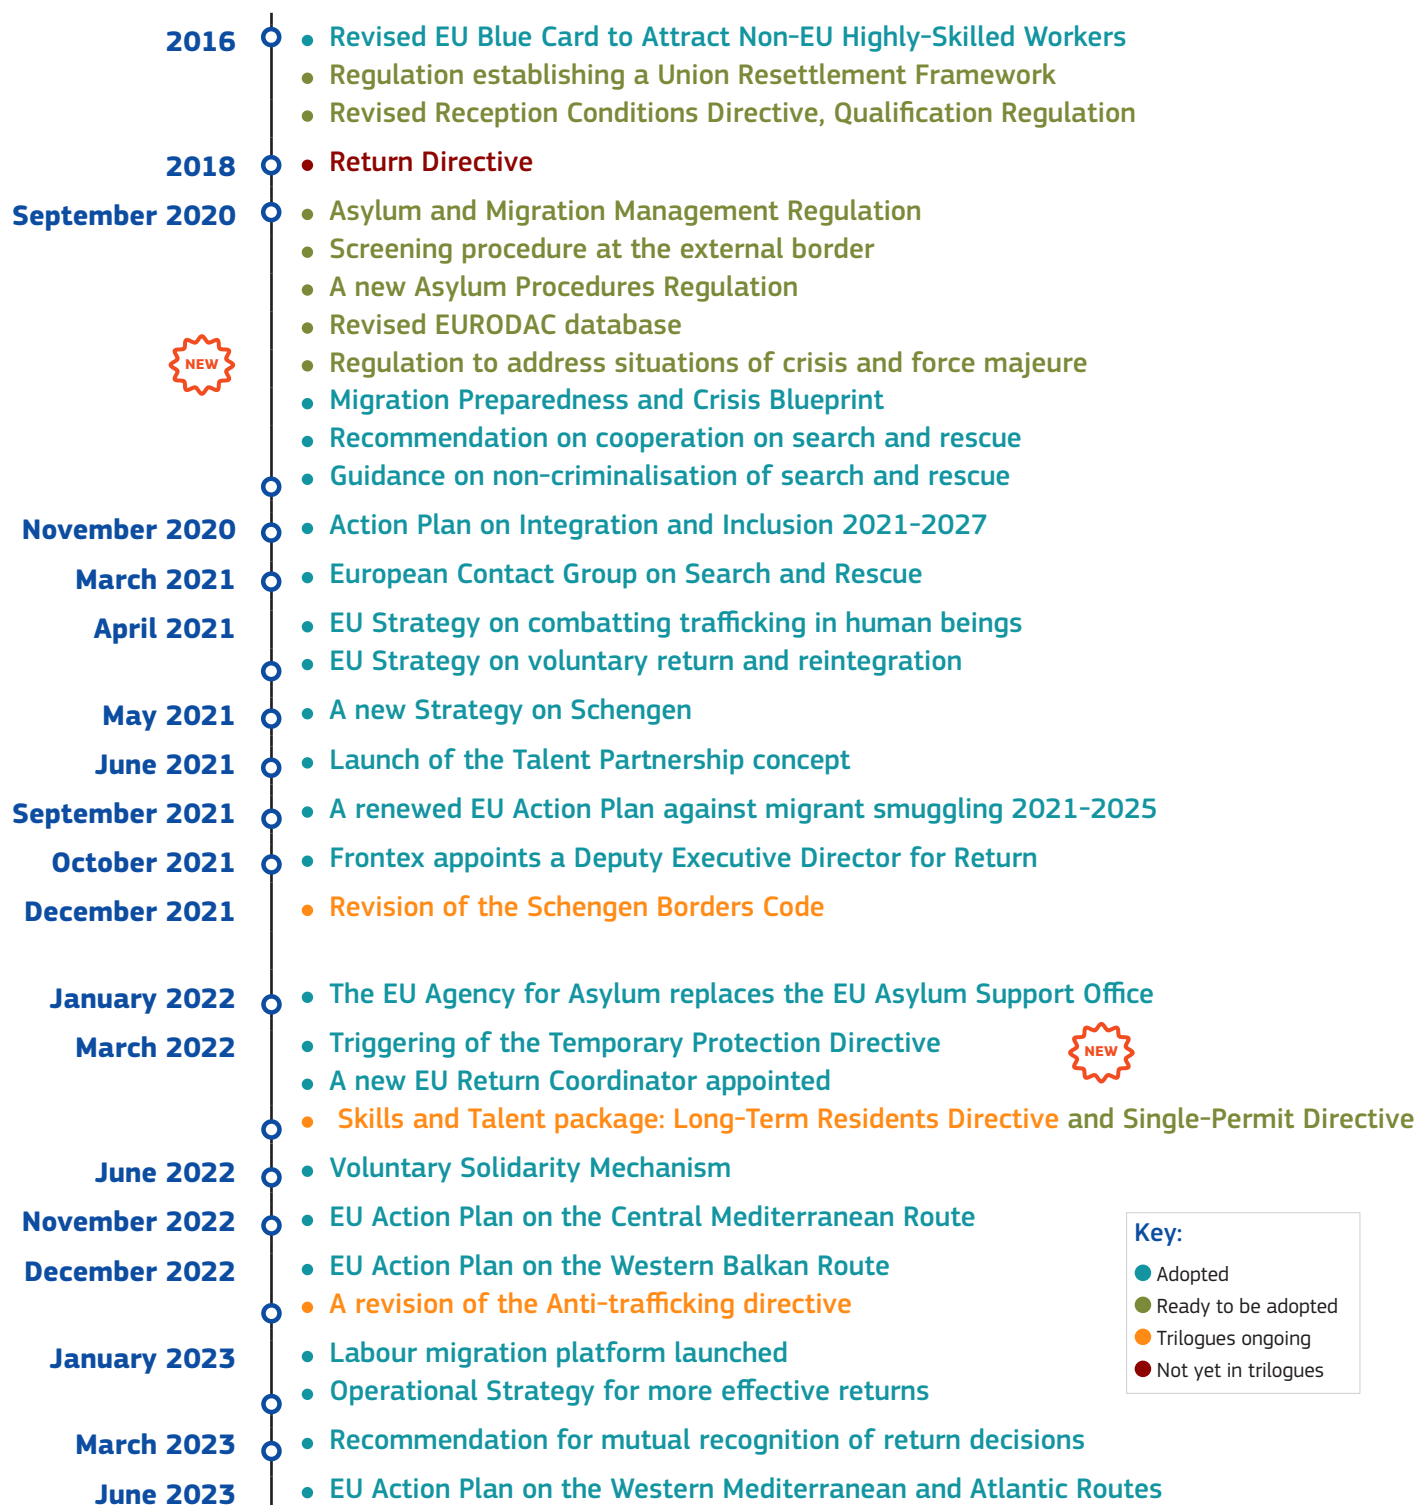 2016
• Revised EU Blue Card to Attract Non-EU Highly-Skilled Workers
• Regulation establishing a Union Resettlement Framework
• Revised Reception Conditions Directive, Qualification Regulation
2018
• Return Directive
September 2020
• Asylum and Migration Management Regulation
• Screening procedure at the external border
• A new Asylum Procedures Regulation
• Revised EURODAC database
NEW
• Regulation to address situations of crisis and force majeure
• Migration Preparedness and Crisis Blueprint
• Recommendation on cooperation on search and rescue
• Guidance on non-criminalisation of search and rescue
November 2020
• Action Plan on Integration and Inclusion 2021-2027
March 2021
• European Contact Group on Search and Rescue
April 2021
• EU Strategy on combatting trafficking in human beings
• EU Strategy on voluntary return and reintegration
May 2021
• A new Strategy on Schengen
June 2021
• Launch of the Talent Partnership concept
September 2021
• A renewed EU Action Plan against migrant smuggling 2021-2025
October 2021
• Frontex appoints a Deputy Executive Director for Return
December 2021
• Revision of the Schengen Borders Code
January 2022
• The EU Agency for Asylum replaces the EU Asylum Support Office
March 2022
• Triggering of the Temporary Protection Directive
NEW
• A new EU Return Coordinator appointed
• Skills and Talent package: Long-Term Residents Directive and Single-Permit Directive
June 2022
• Voluntary Solidarity Mechanism
November 2022
• EU Action Plan on the Central Mediterranean Route
December 2022
• EU Action Plan on the Western Balkan Route
• A revision of the Anti-trafficking directive
January 2023
• Labour migration platform launched
• Operational Strategy for more effective returns
March 2023
• Recommendation for mutual recognition of return decisions
June 2023
• EU Action Plan on the Western Mediterranean and Atlantic Routes
Key:
Adopted
Ready to be adopted
Trilogues ongoing
Not yet in trilogues